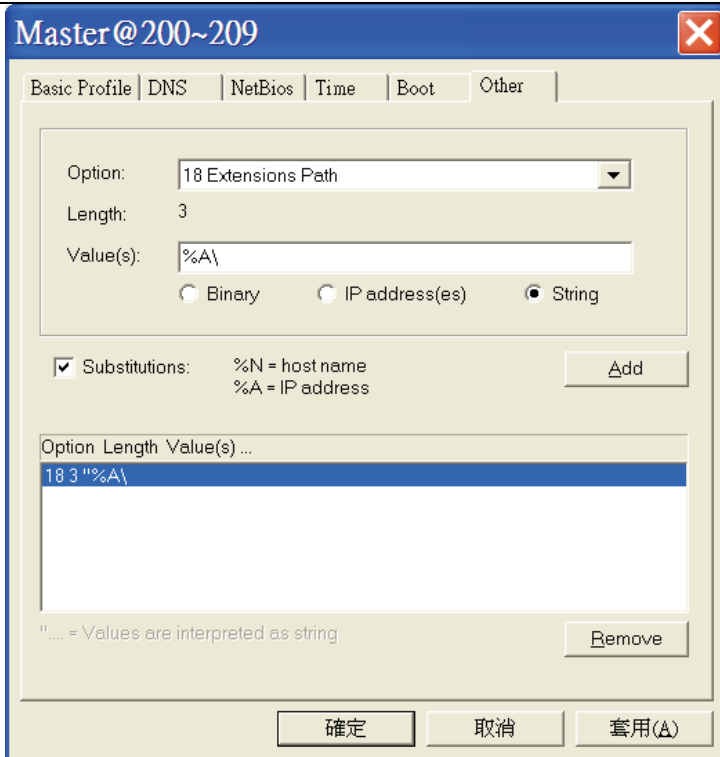 Master@200~209
Basic Profile DNS NetBios Time Boot Other
Option: 18 Extensions Path
Length: 3
Value(s): %A\
Binary IP address(es) String
Substitutions: %N = host name Add
%A = IP address
Option Length Value(s) ...
18 3 "%A\
".... = Values are interpreted as string
Remove
確定 取消 套用(A)